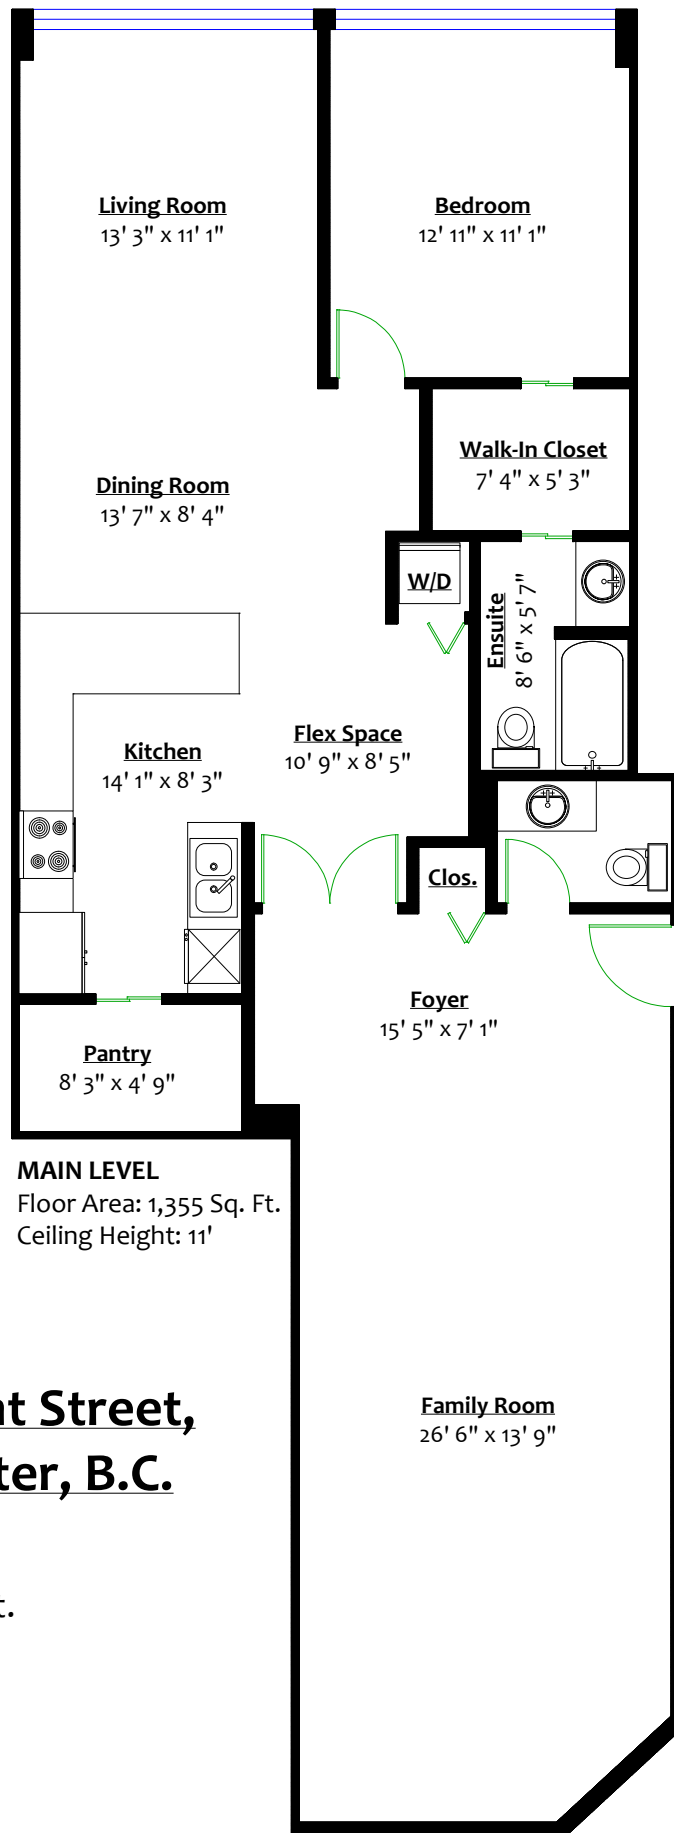 Living Room
13' 3" x 11' 1"
Bedroom
12' 11" x 11' 1"
Walk-In Closet
7' 4" x 5' 3"
Dining Room
13' 7" x 8' 4"
W/D
Ensuite
8' 6" x 5' 7"
Flex Space
10' 9" x 8' 5"
Kitchen
14' 1" x 8' 3"
Clos.
Foyer
15' 5" x 7' 1"
Pantry
8' 3" x 4' 9"
MAIN LEVEL
Floor Area: 1,355 Sq. Ft.
Ceiling Height: 11'
Street,
B.C.
Family Room
26' 6" x 13' 9"